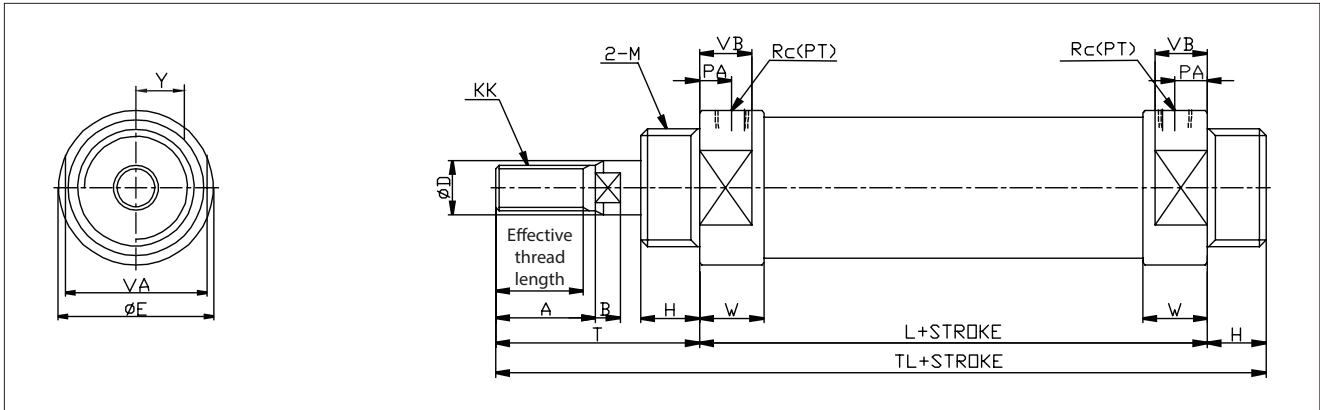 Y
VA
øE
KK
2-M
VB
Rc(PT)
PA
Rc(PT)
VB
PA
øD
Effective
thread
length
A
B
H
W
W
T
L+STROKE
H
TL+STROKE